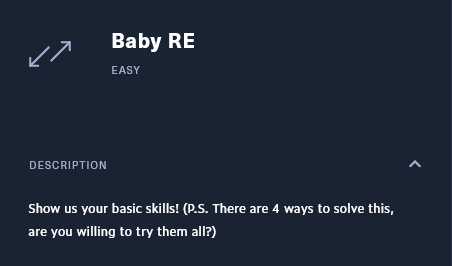 Baby RE
EASY
DESCRIPTION
Show us your basic skills! (P.S. There are 4 ways to solve this,
are you willing to try them all?)